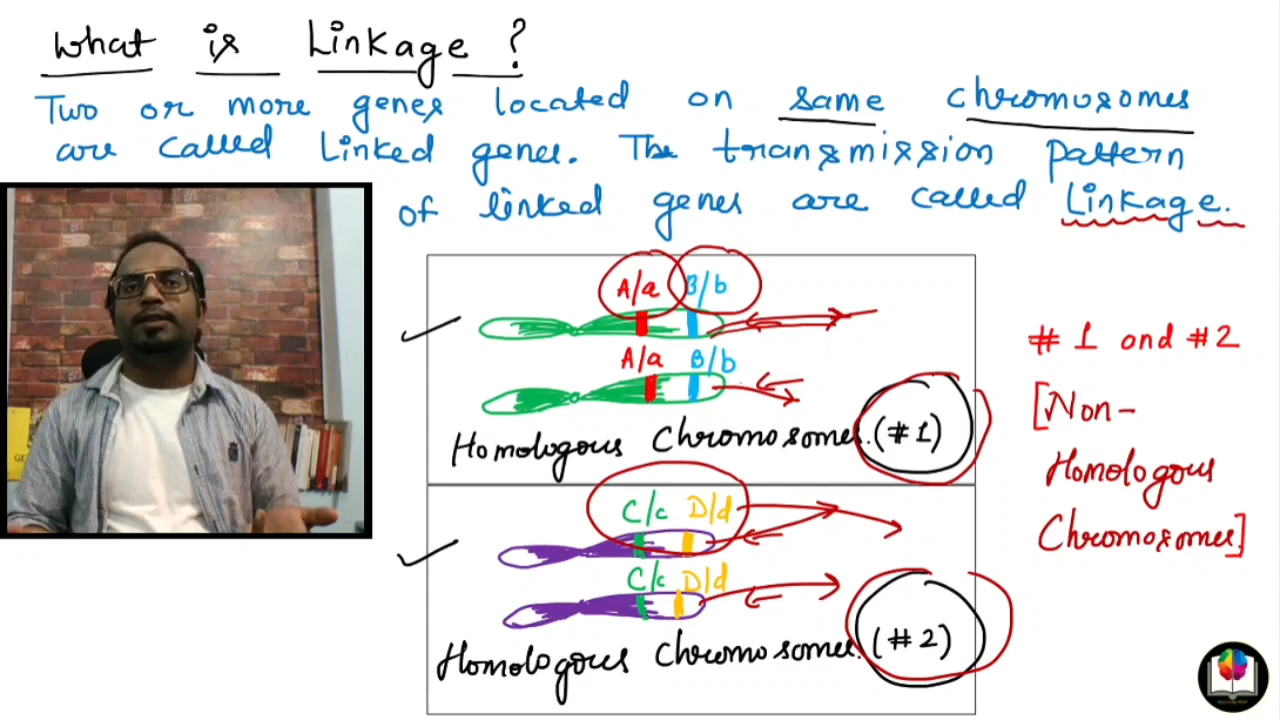 What is Linkage ?
Two or more genes located on same chromosomes
are called Linked genes. The transmission pattern
of linked genes are called Linkage.
A/a B/b
A/a B/b
Homologous Chromosomes. (#1)
C/c D/d
C/c D/d
Homologous Chromosomes. (#2)
# 1 and #2
[Non-
Homologous
Chromosomes]
GE